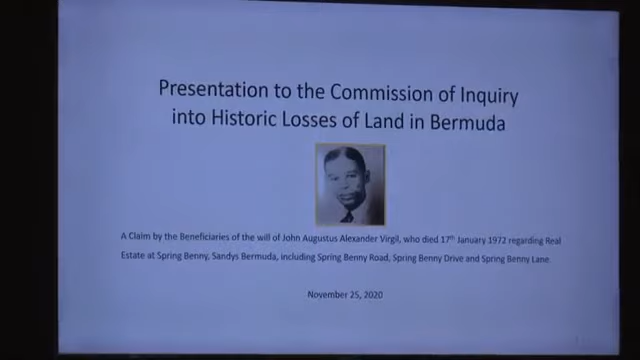 Presentation to the Commission of Inquiry
into Historic Losses of Land in Bermuda
A Claim by the Beneficiaries of the will of John Augustus Alexander Virgil, who died 17th January 1972 regarding Real
Estate at Spring Benny, Sandys Bermuda, including Spring Benny Road, Spring Benny Drive and Spring Benny Lane
November 25, 2020